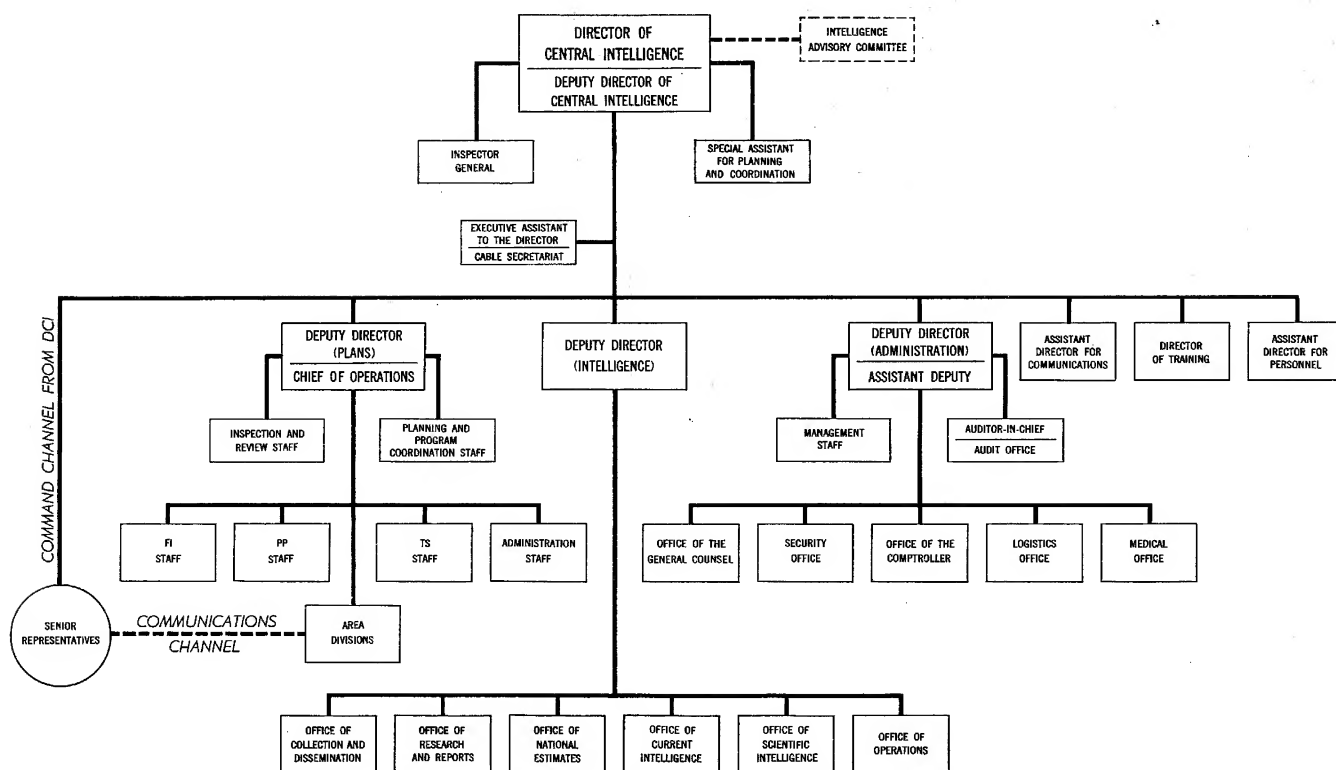 DIRECTOR OF
CENTRAL INTELLIGENCE
DEPUTY DIRECTOR OF
CENTRAL INTELLIGENCE
INTELLIGENCE
ADVISORY COMMITTEE
INSPECTOR
GENERAL
SPECIAL ASSISTANT
FOR PLANNING
AND COORDINATION
EXECUTIVE ASSISTANT
TO THE DIRECTOR
CABLE SECRETARIAT
COMMAND CHANNEL FROM DCI
DEPUTY DIRECTOR
(PLANS)
CHIEF OF OPERATIONS
DEPUTY DIRECTOR
(INTELLIGENCE)
DEPUTY DIRECTOR
(ADMINISTRATION)
ASSISTANT DEPUTY
ASSISTANT
DIRECTOR FOR
COMMUNICATIONS
DIRECTOR
OF TRAINING
ASSISTANT
DIRECTOR FOR
PERSONNEL
INSPECTION AND
REVIEW STAFF
PLANNING AND
PROGRAM
COORDINATION STAFF
MANAGEMENT
STAFF
AUDITOR-IN-CHIEF
AUDIT OFFICE
FI
STAFF
PP
STAFF
TS
STAFF
ADMINISTRATION
STAFF
OFFICE OF THE
GENERAL COUNSEL
SECURITY
OFFICE
OFFICE OF THE
COMPTROLLER
LOGISTICS
OFFICE
MEDICAL
OFFICE
SENIOR
REPRESENTATIVES
COMMUNICATIONS
CHANNEL
AREA
DIVISIONS
OFFICE OF
COLLECTION AND
DISSEMINATION
OFFICE OF
RESEARCH
AND REPORTS
OFFICE OF
NATIONAL
ESTIMATES
OFFICE OF
CURRENT
INTELLIGENCE
OFFICE OF
SCIENTIFIC
INTELLIGENCE
OFFICE OF
OPERATIONS